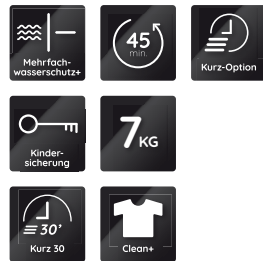 Mehrfach-
wasserschutz+
45
min.
Kurz-Option
Kinder-
sicherung
7KG
30’
Kurz 30
Clean+